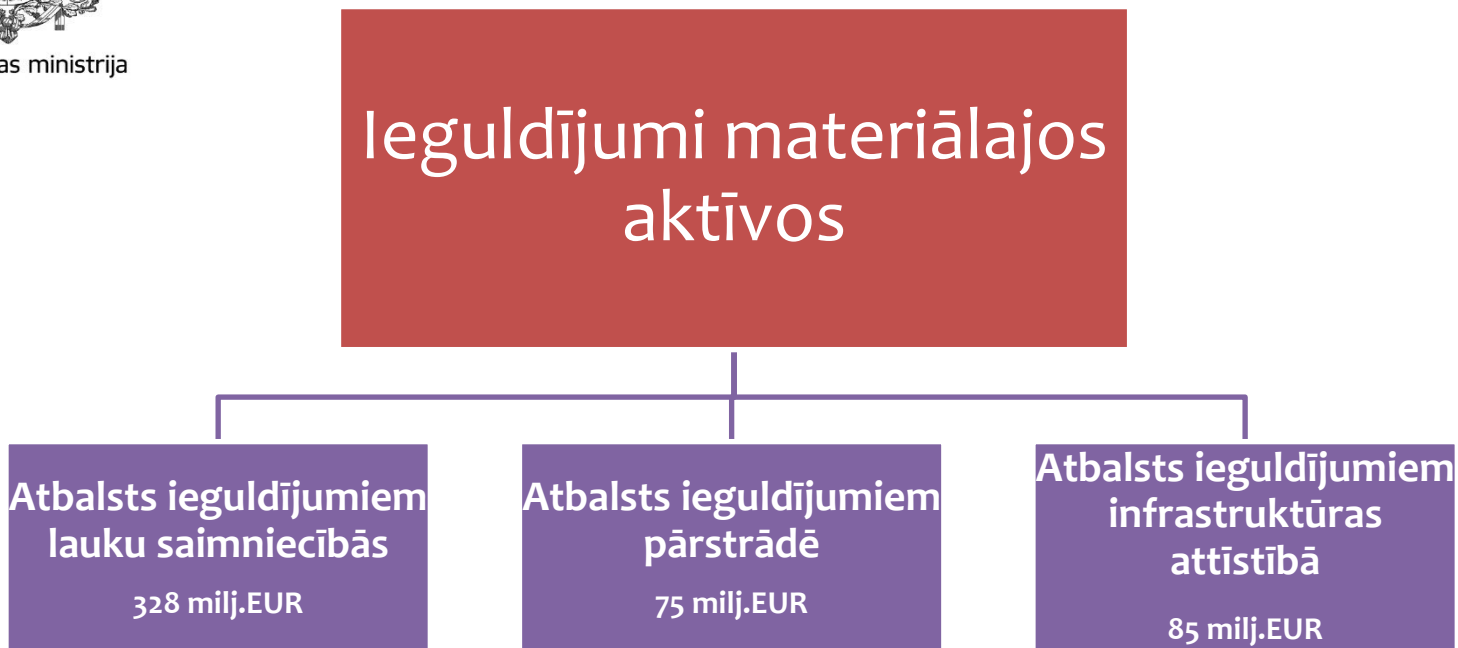 as ministrija
Ieguldījumi materiālajos
aktīvos
Atbalsts ieguldījumiem
lauku saimniecībās
328 milj.EUR
Atbalsts ieguldījumiem
pārstrādē
75 milj.EUR
Atbalsts ieguldījumiem
infrastruktūras
attīstībā
85 milj.EUR